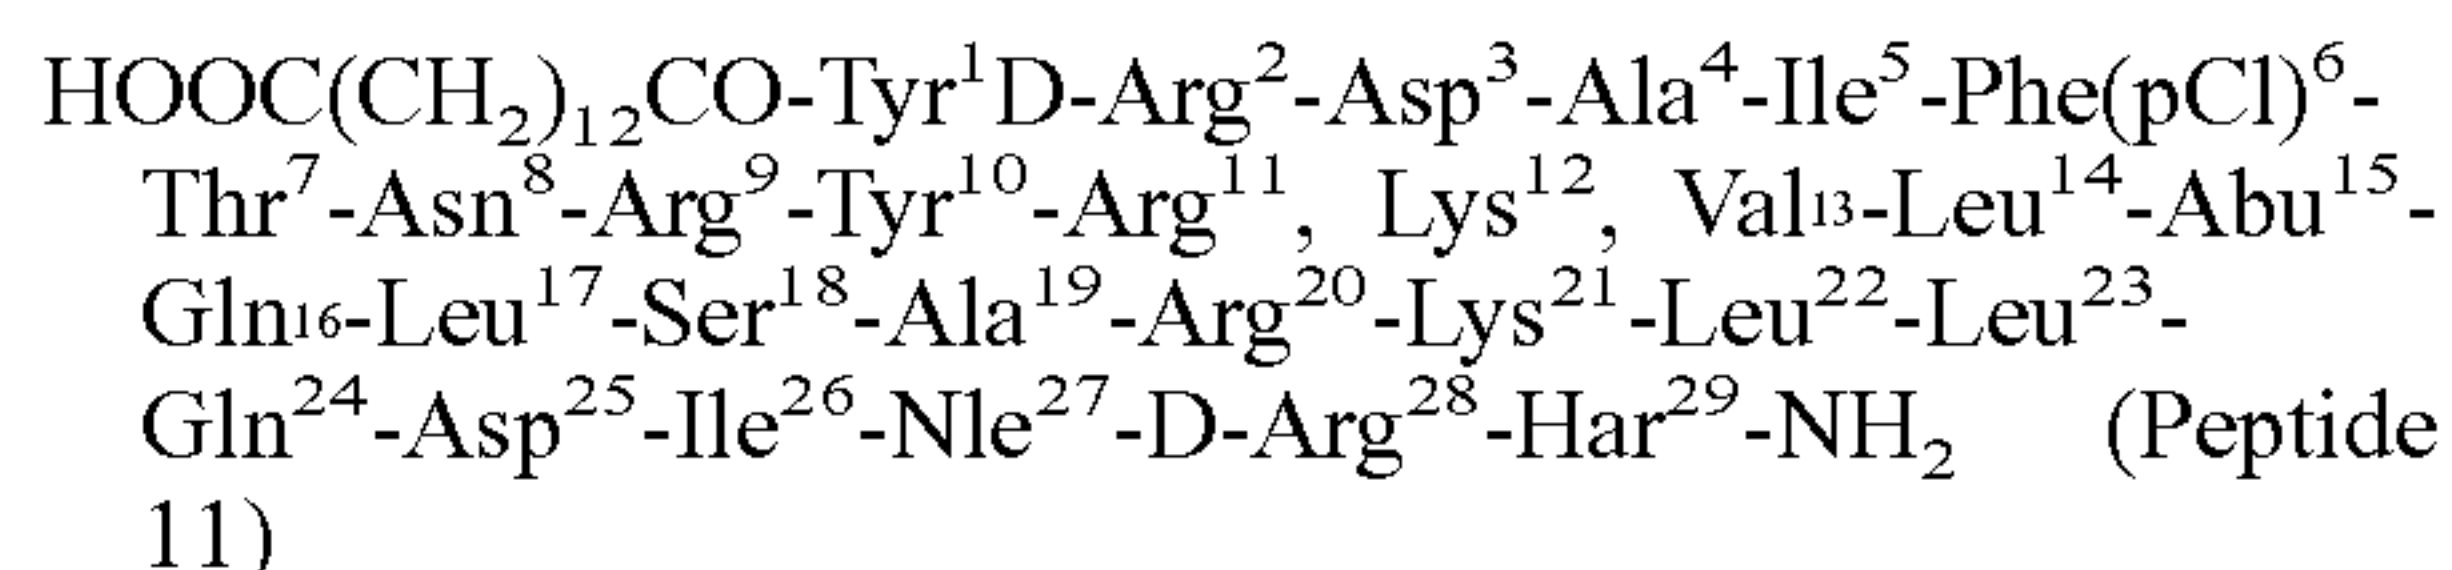 HOOC(CH₂)₁₂CO-Tyr¹D-Arg²-Asp³-Ala⁴-Ile⁵-Phe(pCl)⁶-
Thr⁷-Asn⁸-Arg⁹-Tyr¹⁰-Arg¹¹, Lys¹², Val₁₃-Leu¹⁴-Abu¹⁵-
Gln₁₆-Leu¹⁷-Ser¹⁸-Ala¹⁹-Arg²⁰-Lys²¹-Leu²²-Leu²³-
Gln²⁴-Asp²⁵-Ile²⁶-Nle²⁷-D-Arg²⁸-Har²⁹-NH₂ (Peptide
11)